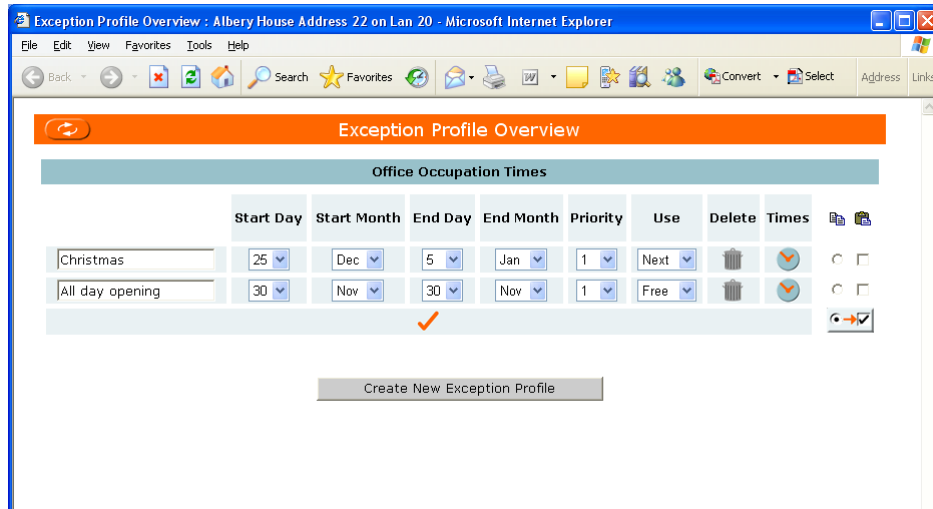 Exception Profile Overview : Albery House Address 22 on Lan 20 - Microsoft Internet Explorer
File Edit View Favorites Tools Help
Back Search Favorites W Convert Select Address Links
Exception Profile Overview
Office Occupation Times
Start Day Start Month End Day End Month Priority Use Delete Times
Christmas 25 Dec 5 Jan 1 Next
All day opening 30 Nov 30 Nov 1 Free
Create New Exception Profile